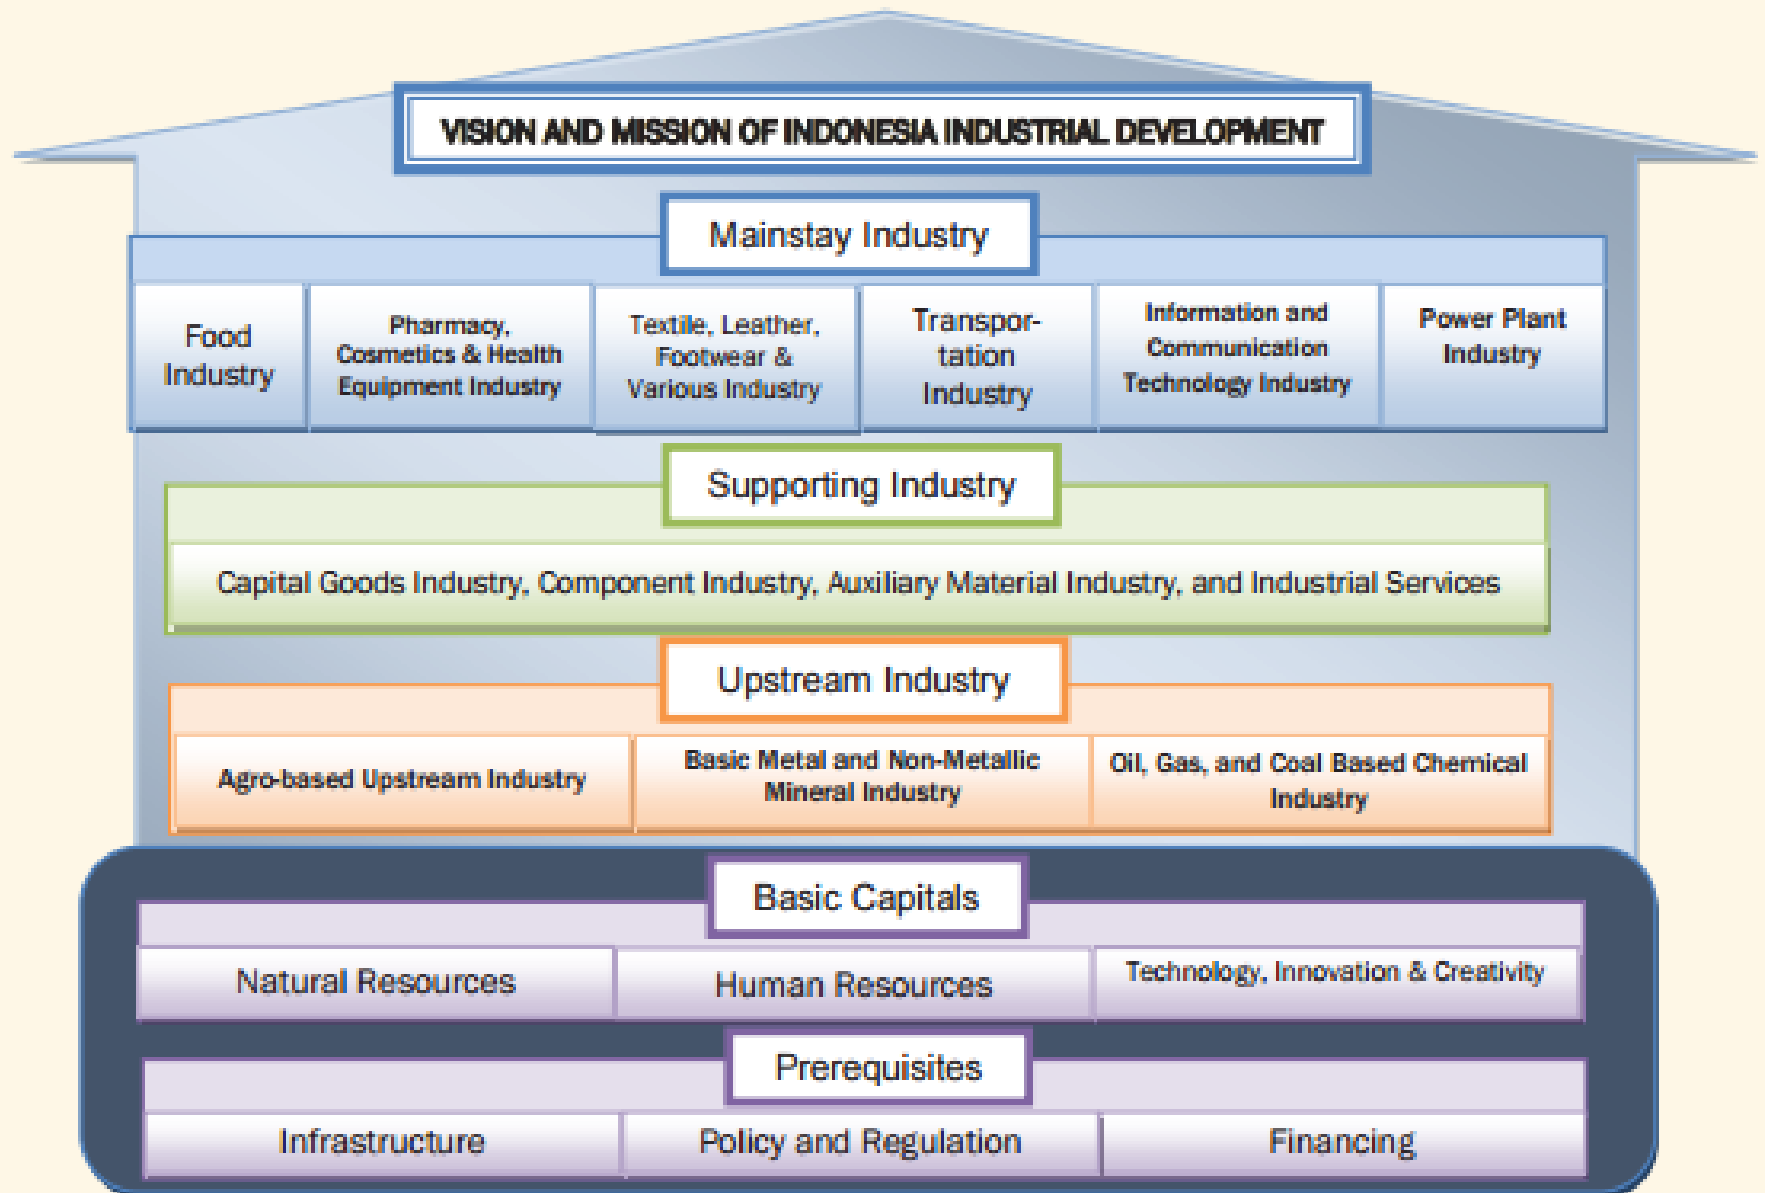 VISION AND MISSION OF INDONESIA INDUSTRIAL DEVELOPMENT
Mainstay Industry
Food
Industry
Pharmacy,
Cosmetics & Health
Equipment Industry
Textile, Leather,
Footwear &
Various Industry
Transpor-
tation
Industry
Information and
Communication
Technology Industry
Power Plant
Industry
Supporting Industry
Capital Goods Industry, Component Industry, Auxiliary Material Industry, and Industrial Services
Upstream Industry
Agro-based Upstream Industry
Basic Metal and Non-Metallic
Mineral Industry
Oil, Gas, and Coal Based Chemical
Industry
Basic Capitals
Natural Resources
Human Resources
Technology, Innovation & Creativity
Prerequisites
Infrastructure
Policy and Regulation
Financing